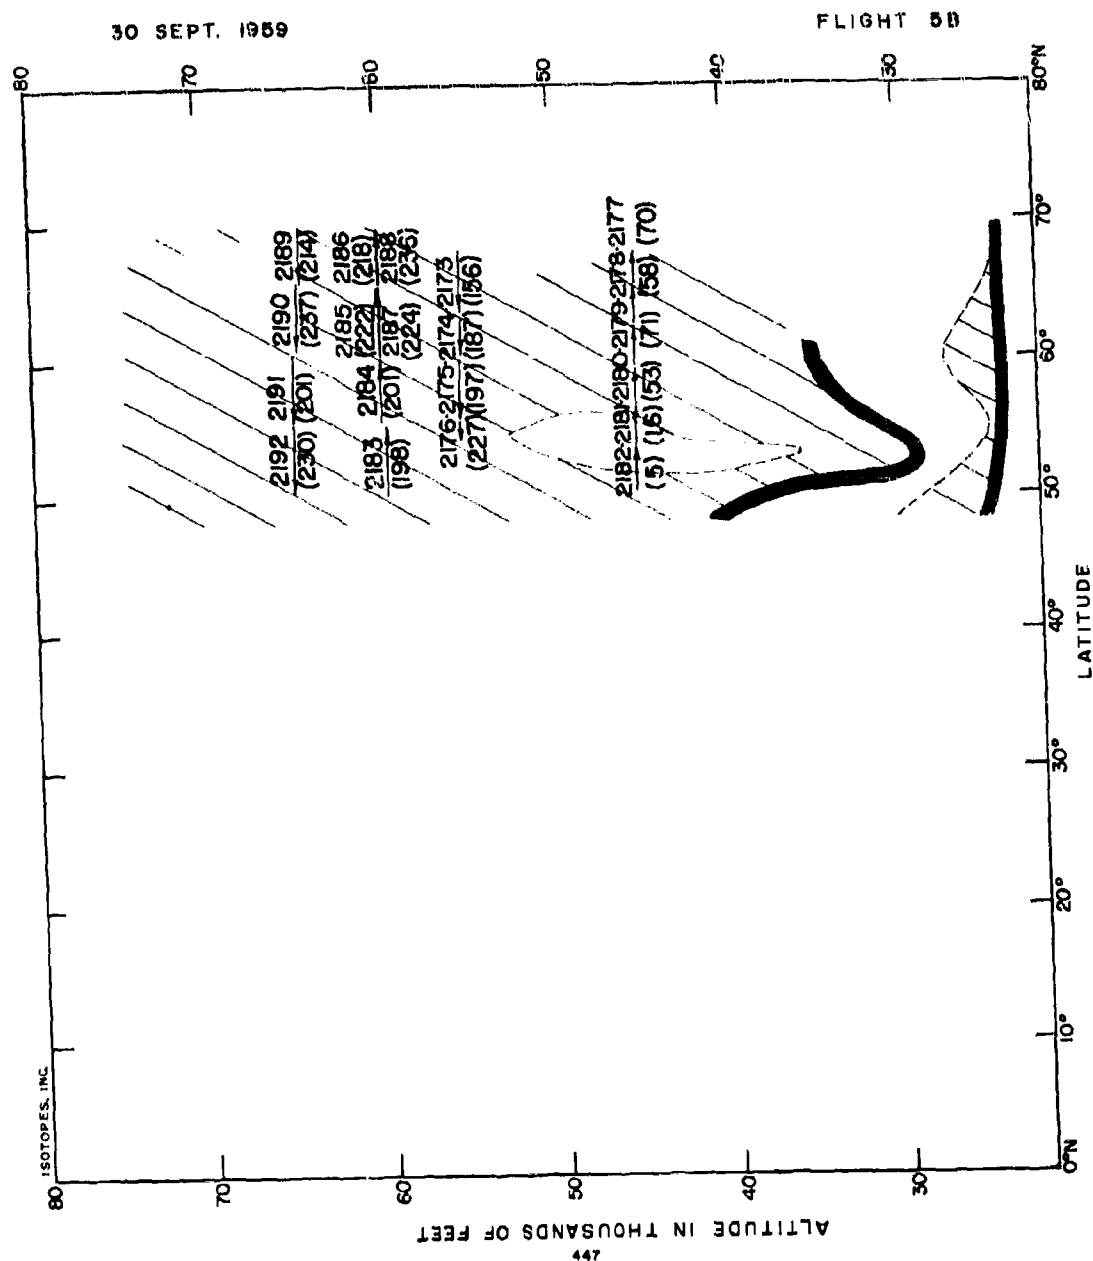 30 SEPT. 1959
FLIGHT 5B
80 70 60 50 40 30 80°N
2192 2191 2190 2189
(230) (201) (237) (214)
2185 2186
2183 2184 (222) (218)
(198) (201) 2187 2188
(224) (236)
2176-2175-2174-2173
(227)(197)(187)(156)
2182-2181-2180-2179-2178-2177
(5) (16) (53) (71) (58) (70)
70°
60°
50°
40°
30°
20°
10°
0°N
LATITUDE
ISOTOPES, INC.
80 70 60 50 40 30
ALTITUDE IN THOUSANDS OF FEET
447